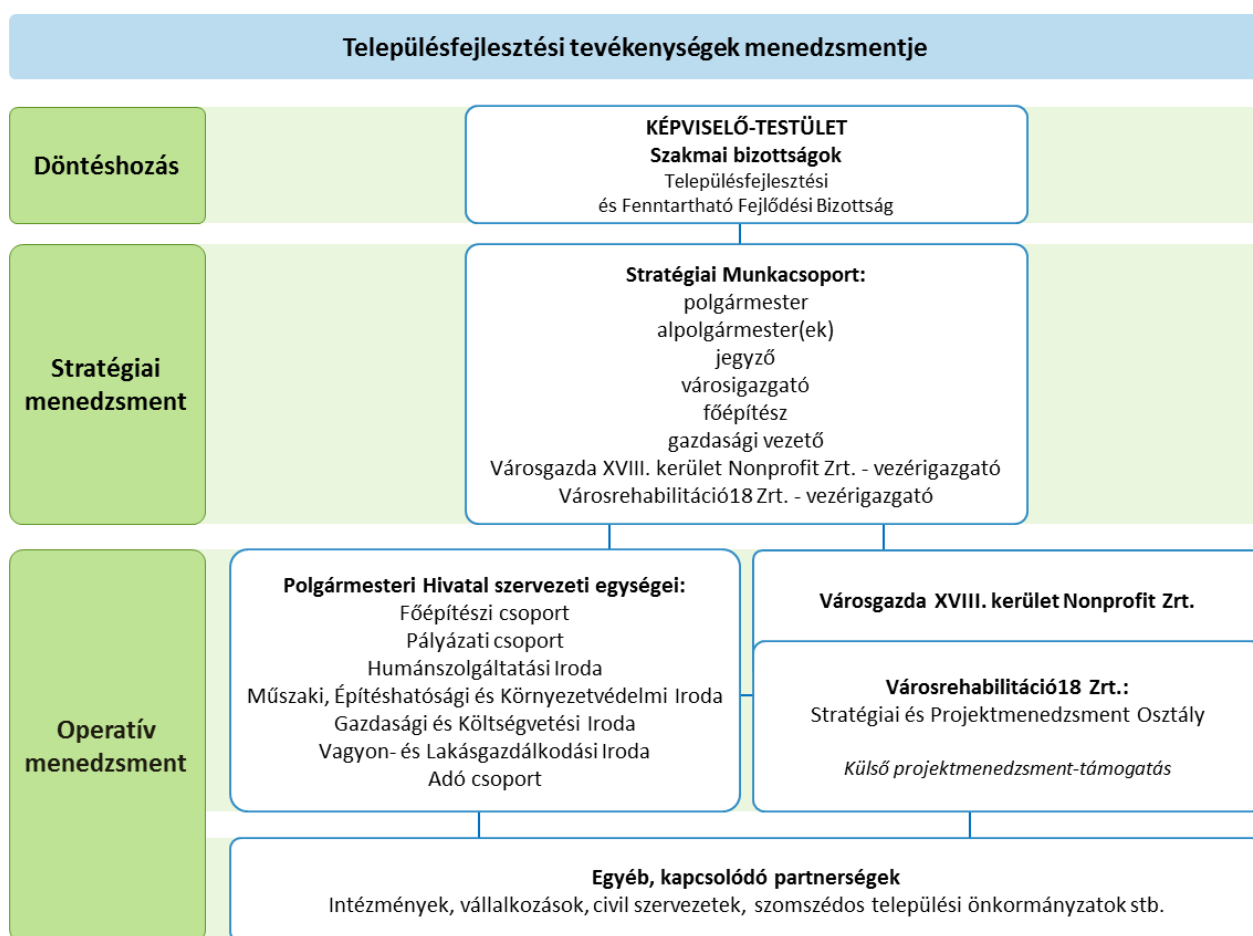 Településfejlesztési tevékenységek menedzsmentje
Döntéshozás
KÉPVISELŐ-TESTÜLET
Szakmai bizottságok
Településfejlesztési
és Fenntartható Fejlődési Bizottság
Stratégiai
menedzsment
Stratégiai Munkacsoport:
polgármester
alpolgármester(ek)
jegyző
városigazgató
főépítész
gazdasági vezető
Városgazda XVIII. kerület Nonprofit Zrt. - vezérigazgató
Városrehabilitáció18 Zrt. - vezérigazgató
Operatív
menedzsment
Polgármesteri Hivatal szervezeti egységei:
Főépítészi csoport
Pályázati csoport
Humánszolgáltatási Iroda
Műszaki, Építéshatósági és Környezetvédelmi Iroda
Gazdasági és Költségvetési Iroda
Vagyon- és Lakásgazdálkodási Iroda
Adó csoport
Városgazda XVIII. kerület Nonprofit Zrt.
Városrehabilitáció18 Zrt.:
Stratégiai és Projektmenedzsment Osztály
Külső projektmenedzsment-támogatás
Egyéb, kapcsolódó partnerségek
Intézmények, vállalkozások, civil szervezetek, szomszédos települési önkormányzatok stb.